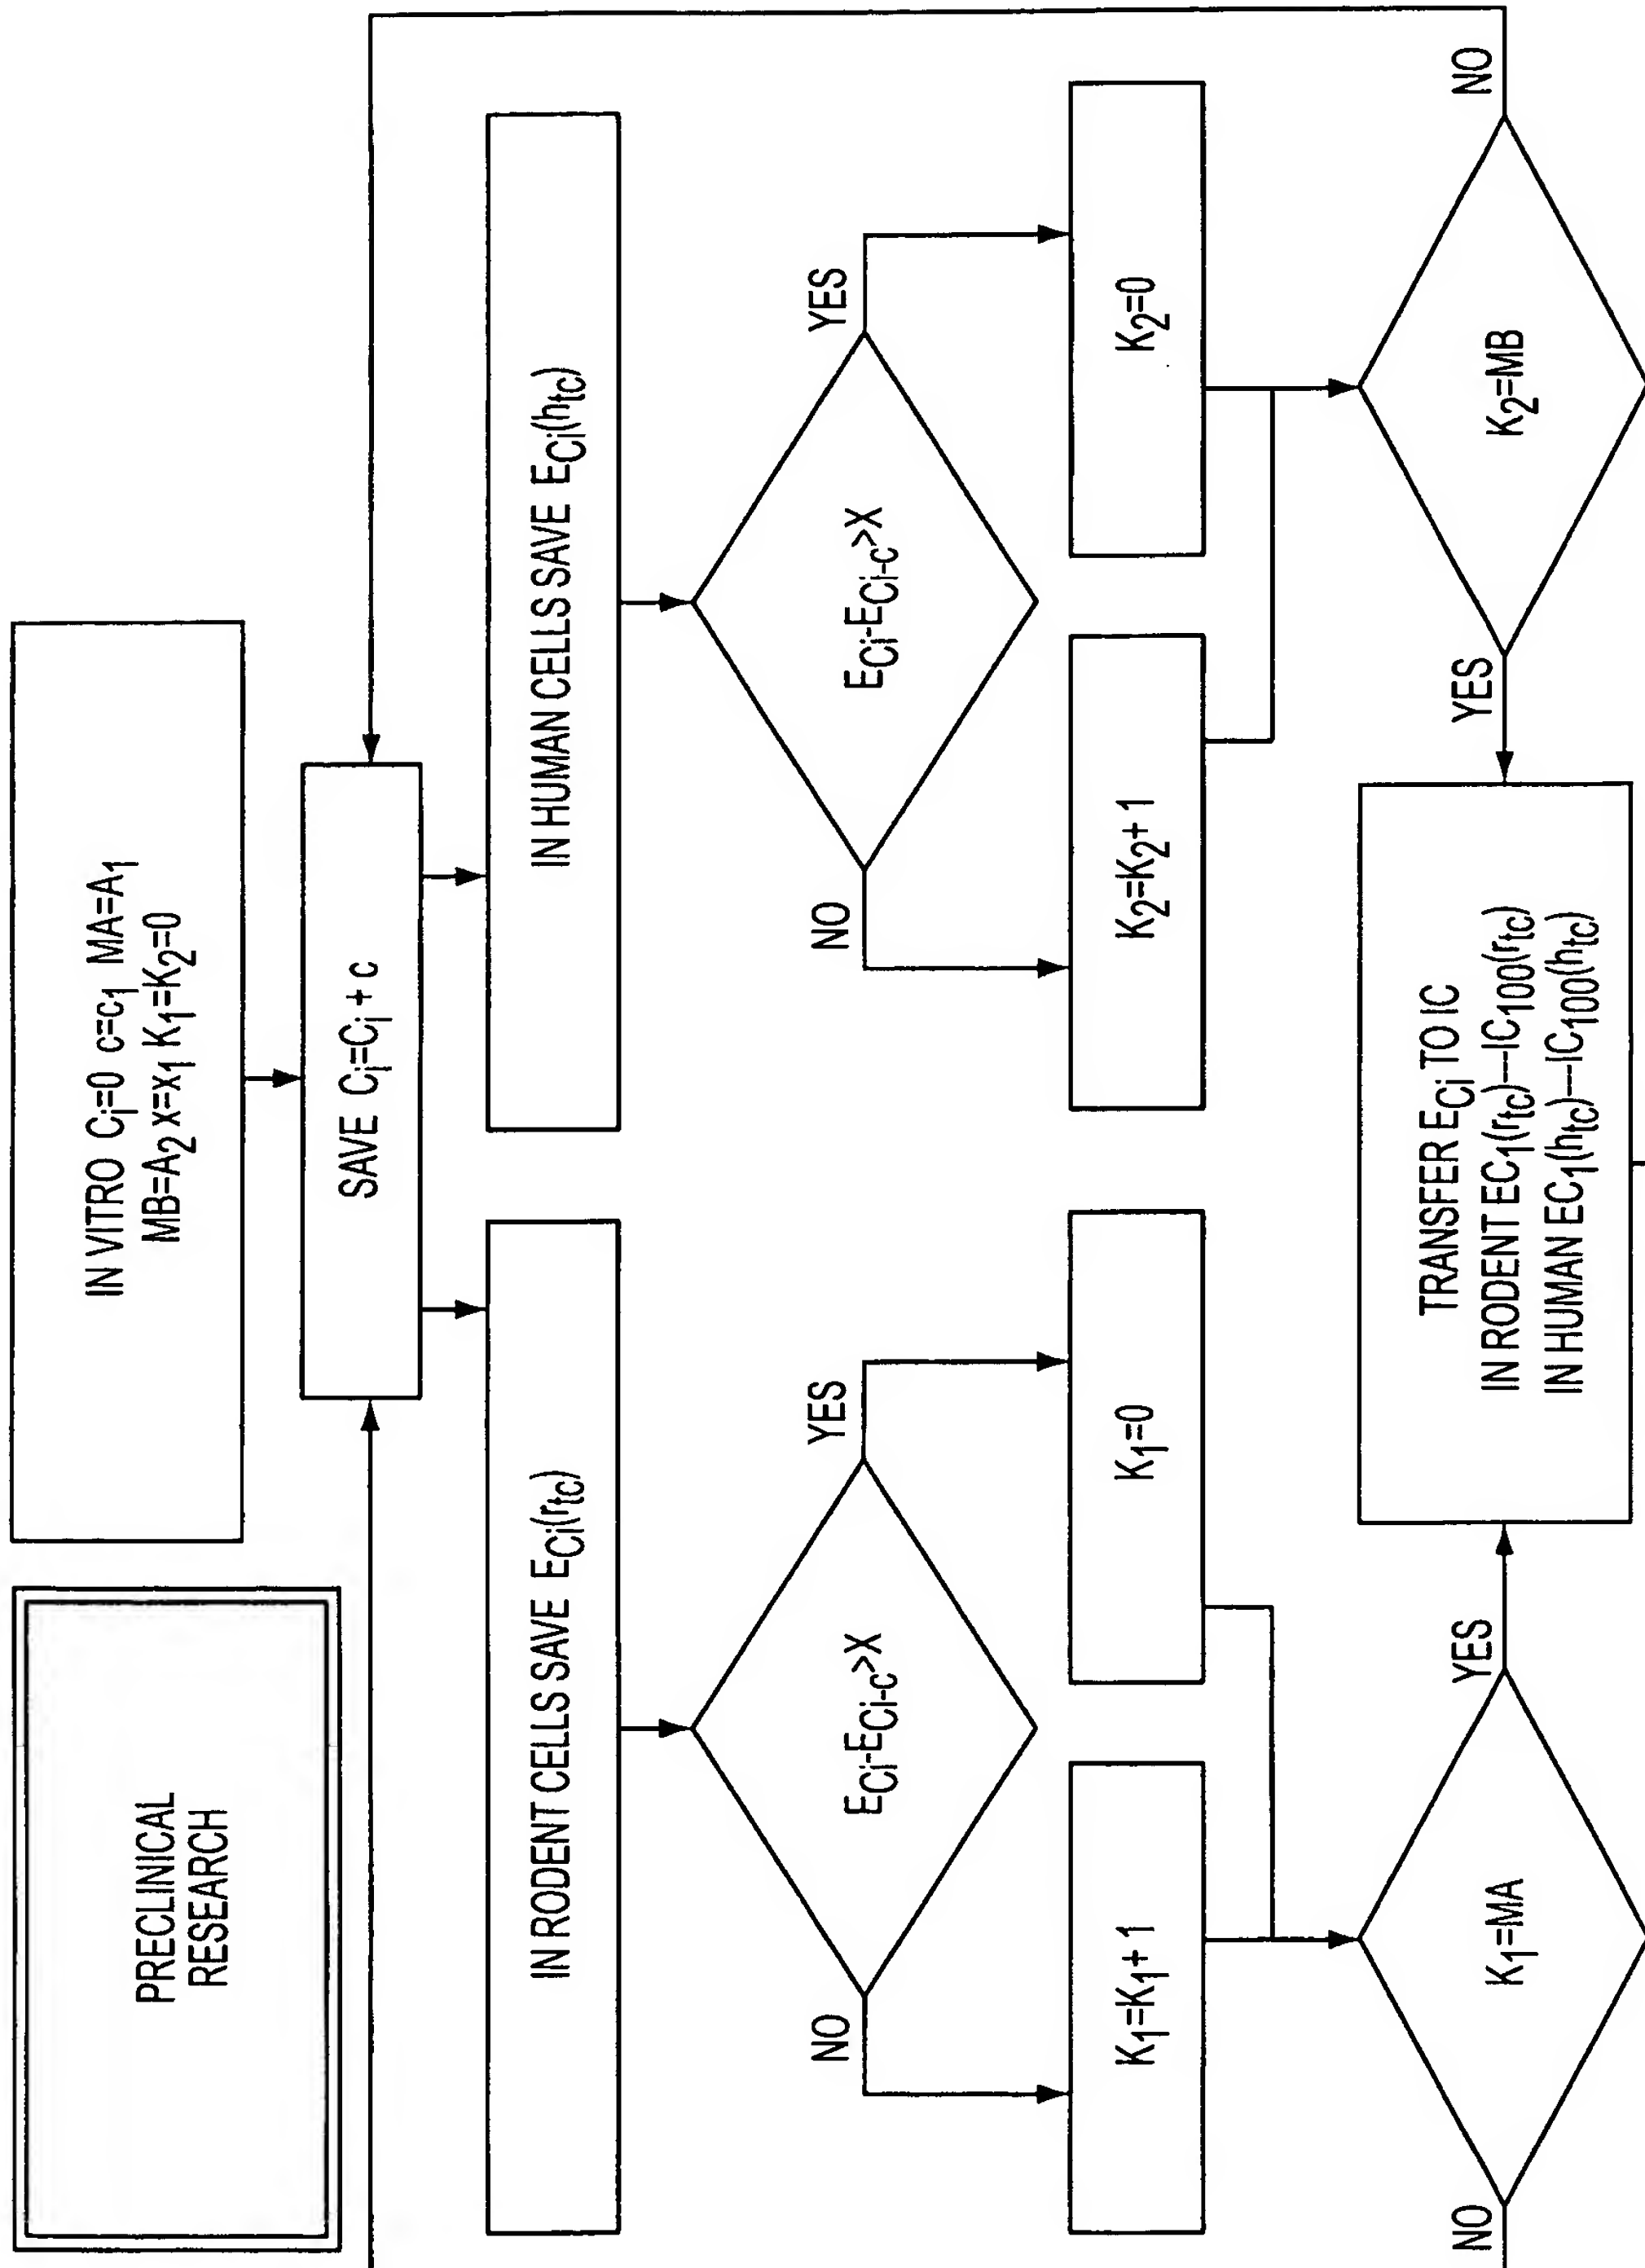 PRECLINICAL
RESEARCH
IN VITRO C_i=0 c=c_1 MA=A_1
MB=A_2 x=x_1 K_1=K_2=0
SAVE C_i=C_i + c
IN RODENT CELLS SAVE E_Ci(r_tc)
IN HUMAN CELLS SAVE E_Ci(h_tc)
E_Ci-E_Ci-c>X
NO
YES
E_Ci-E_Ci-c>X
NO
YES
K_1=K_1+ 1
K_1=0
K_2=K_2+ 1
K_2=0
NO
K_1=MA
YES
TRANSFER E_Ci TO IC
IN RODENT EC_1(r_tc)---IC_100(r_tc)
IN HUMAN EC_1(h_tc)---IC_100(h_tc)
YES
K_2=MB
NO